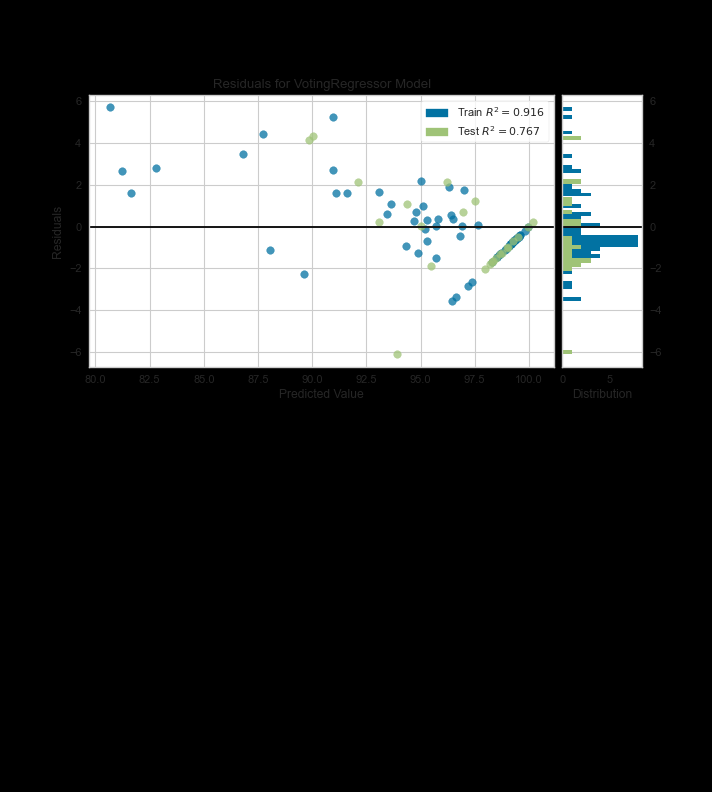 Residuals for VotingRegressor Model
Train R² = 0.916
Test R² = 0.767
6
4
2
0
−2
−4
−6
Residuals
80.0 82.5 85.0 87.5 90.0 92.5 95.0 97.5 100.0
Predicted Value
6
4
2
0
−2
−4
−6
0 5
Distribution